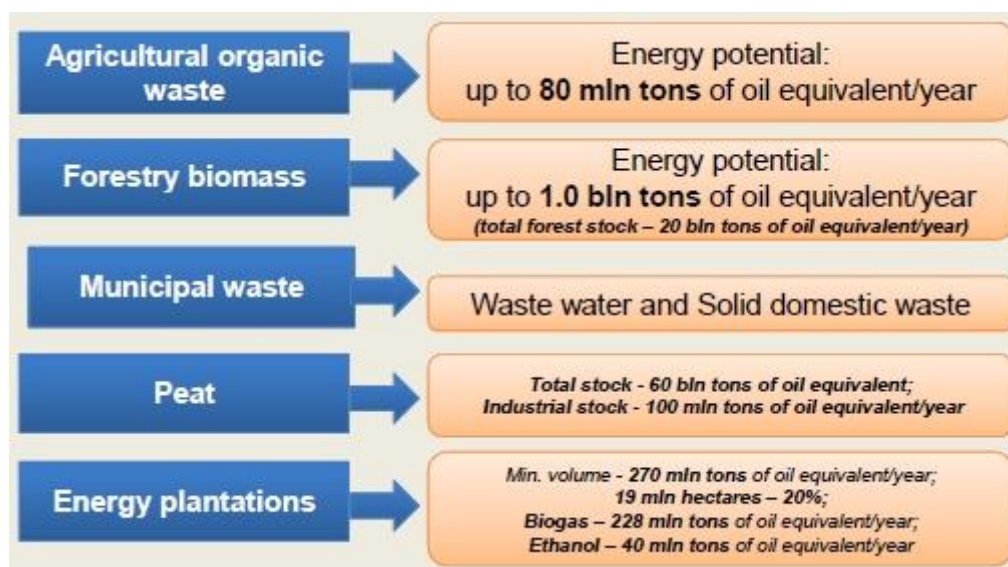 Agricultural organic
waste
Energy potential:
up to 80 mln tons of oil equivalent/year
Forestry biomass
Energy potential:
up to 1.0 bln tons of oil equivalent/year
(total forest stock – 20 bln tons of oil equivalent/year)
Municipal waste
Waste water and Solid domestic waste
Peat
Total stock - 60 bln tons of oil equivalent;
Industrial stock - 100 mln tons of oil equivalent/year
Energy plantations
Min. volume - 270 mln tons of oil equivalent/year;
19 mln hectares – 20%;
Biogas – 228 mln tons of oil equivalent/year;
Ethanol – 40 mln tons of oil equivalent/year